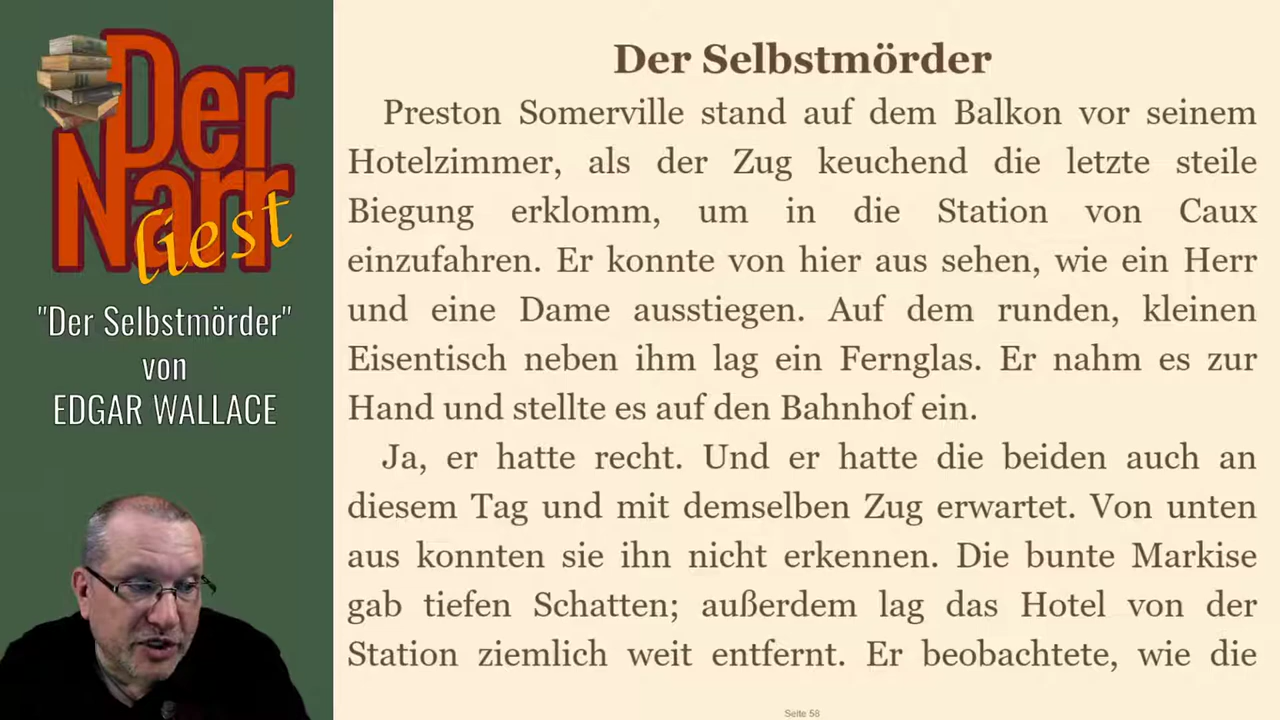 Der
Narr
liest
"Der Selbstmörder"
von
EDGAR WALLACE
Der Selbstmörder
Preston Somerville stand auf dem Balkon vor seinem
Hotelzimmer, als der Zug keuchend die letzte steile
Biegung erklomm, um in die Station von Caux
einzufahren. Er konnte von hier aus sehen, wie ein Herr
und eine Dame ausstiegen. Auf dem runden, kleinen
Eisentisch neben ihm lag ein Fernglas. Er nahm es zur
Hand und stellte es auf den Bahnhof ein.
Ja, er hatte recht. Und er hatte die beiden auch an
diesem Tag und mit demselben Zug erwartet. Von unten
aus konnten sie ihn nicht erkennen. Die bunte Markise
gab tiefen Schatten; außerdem lag das Hotel von der
Station ziemlich weit entfernt. Er beobachtete, wie die
Seite 58